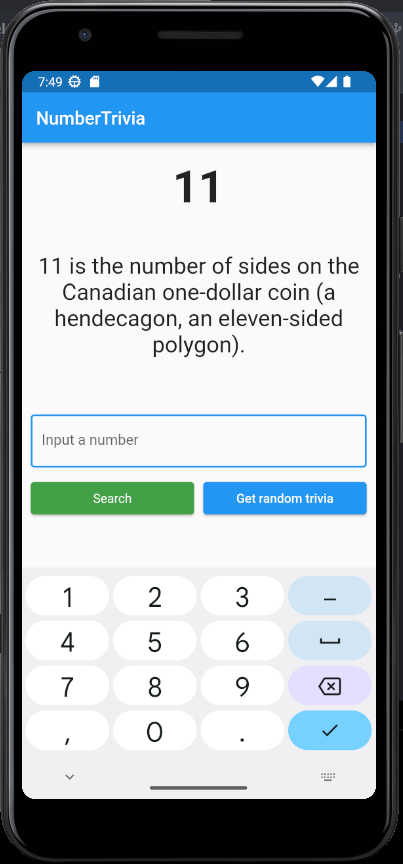 7:49
NumberTrivia
11
11 is the number of sides on the
Canadian one-dollar coin (a
hendecagon, an eleven-sided
polygon).
Input a number
Search Get random trivia
1 2 3 –
4 5 6
7 8 9
, 0 .